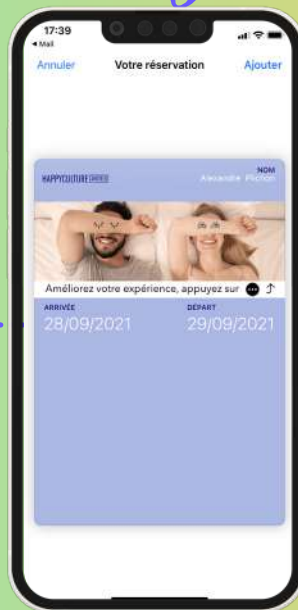 17:39
Mail
Annuler
Votre réservation
Ajouter
HAPPYCULTURE
NOM
Alexandre Plichon
Améliorez votre expérience, appuyez sur
ARRIVÉE
DÉPART
28/09/2021
29/09/2021